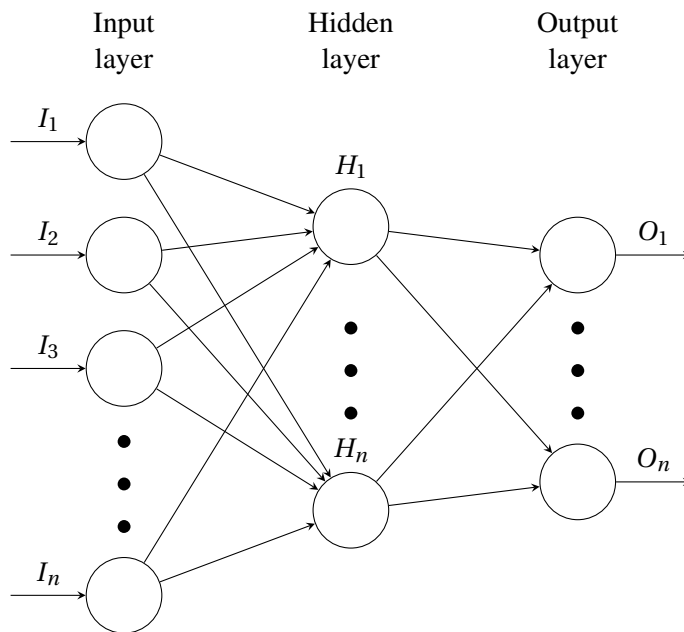 Input
layer
Hidden
layer
Output
layer
I₁
H₁
I₂
O₁
I₃
Hₙ
Oₙ
Iₙ